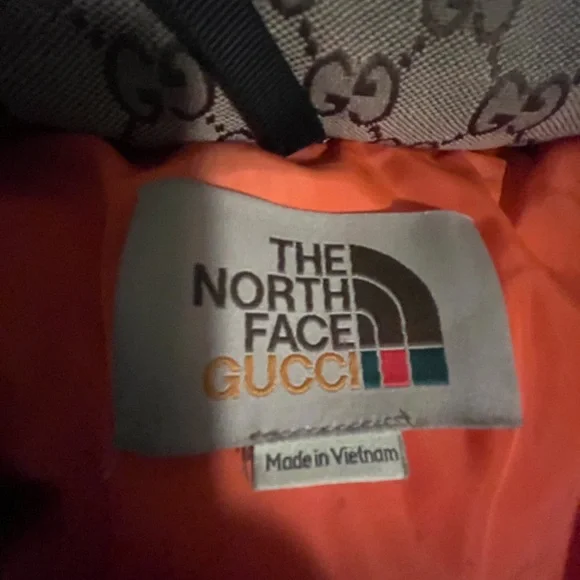 THE
NORTH
FACE
GUCCI
Made in Vietnam